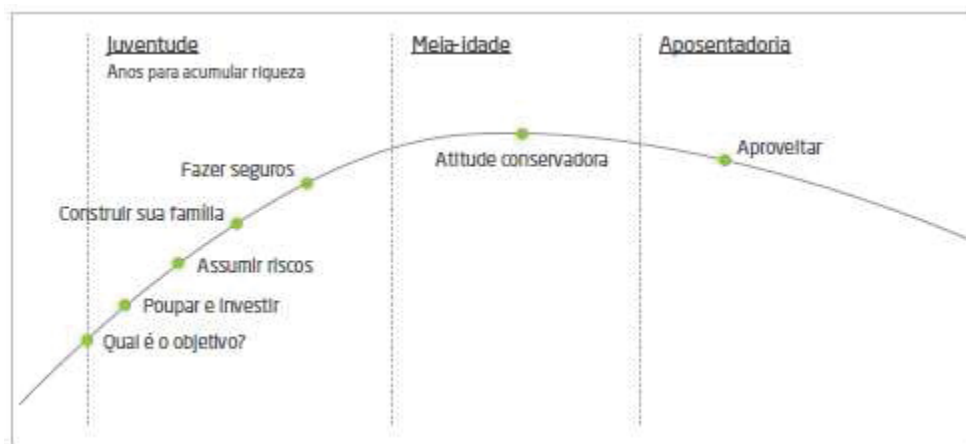 Juventude
Anos para acumular riqueza
Meia-idade
Aposentadoria
Fazer seguros
Construir sua família
Assumir riscos
Poupar e investir
Qual é o objetivo?
Atitude conservadora
Aproveitar